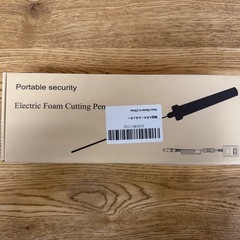 Portable security
Electric Foam Cutting Pen
Made In China